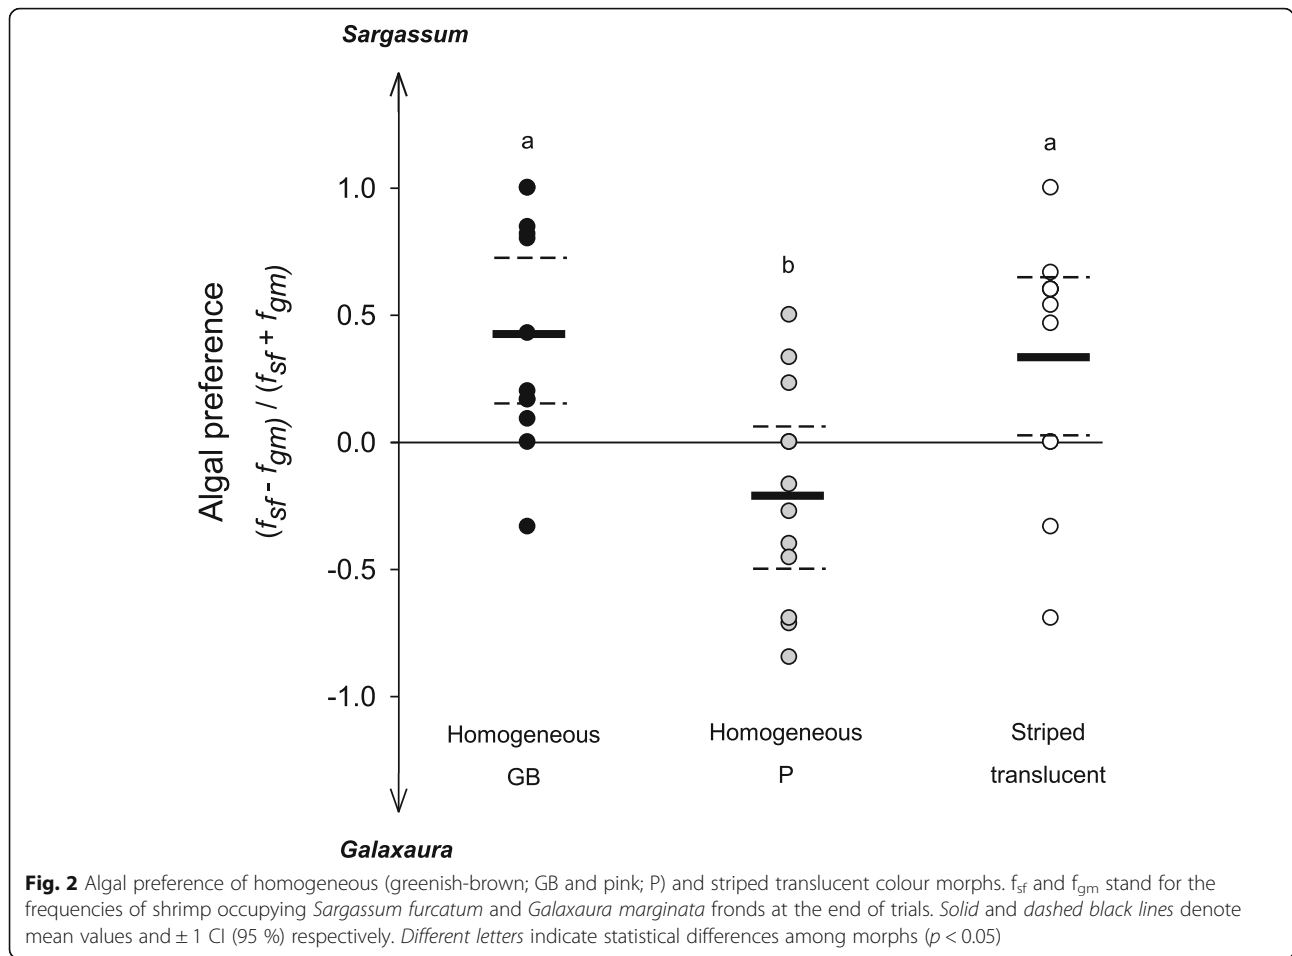 Sargassum
a
a
1.0
b
0.5
Algal preference
(fsf - fgm) / (fsf + fgm)
0.0
-0.5
-1.0
Homogeneous
GB
Homogeneous
P
Striped
translucent
Galaxaura
Fig. 2 Algal preference of homogeneous (greenish-brown; GB and pink; P) and striped translucent colour morphs. fsf and fgm stand for the
frequencies of shrimp occupying Sargassum furcatum and Galaxaura marginata fronds at the end of trials. Solid and dashed black lines denote
mean values and ± 1 CI (95 %) respectively. Different letters indicate statistical differences among morphs (p < 0.05)